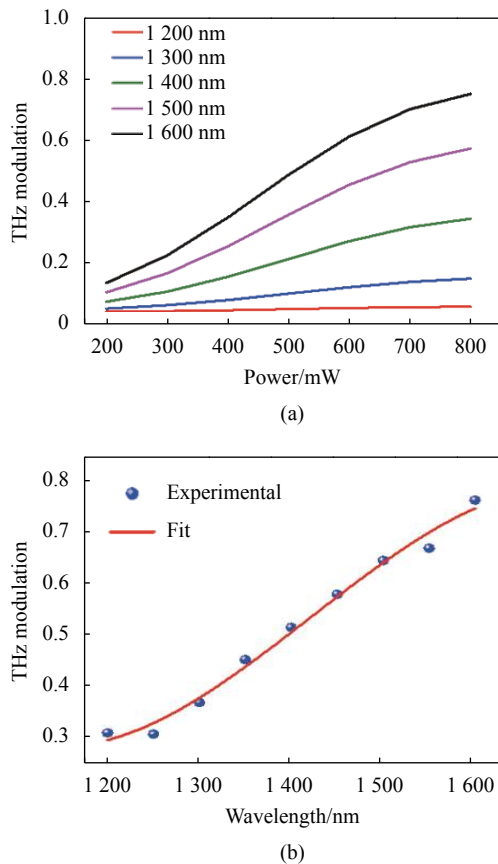 1.0
0.8
0.6
0.4
0.2
0
THz modulation
1 200 nm
1 300 nm
1 400 nm
1 500 nm
1 600 nm
200 300 400 500 600 700 800
Power/mW
(a)
0.8
0.7
0.6
0.5
0.4
0.3
THz modulation
Experimental
Fit
1 200 1 300 1 400 1 500 1 600
Wavelength/nm
(b)